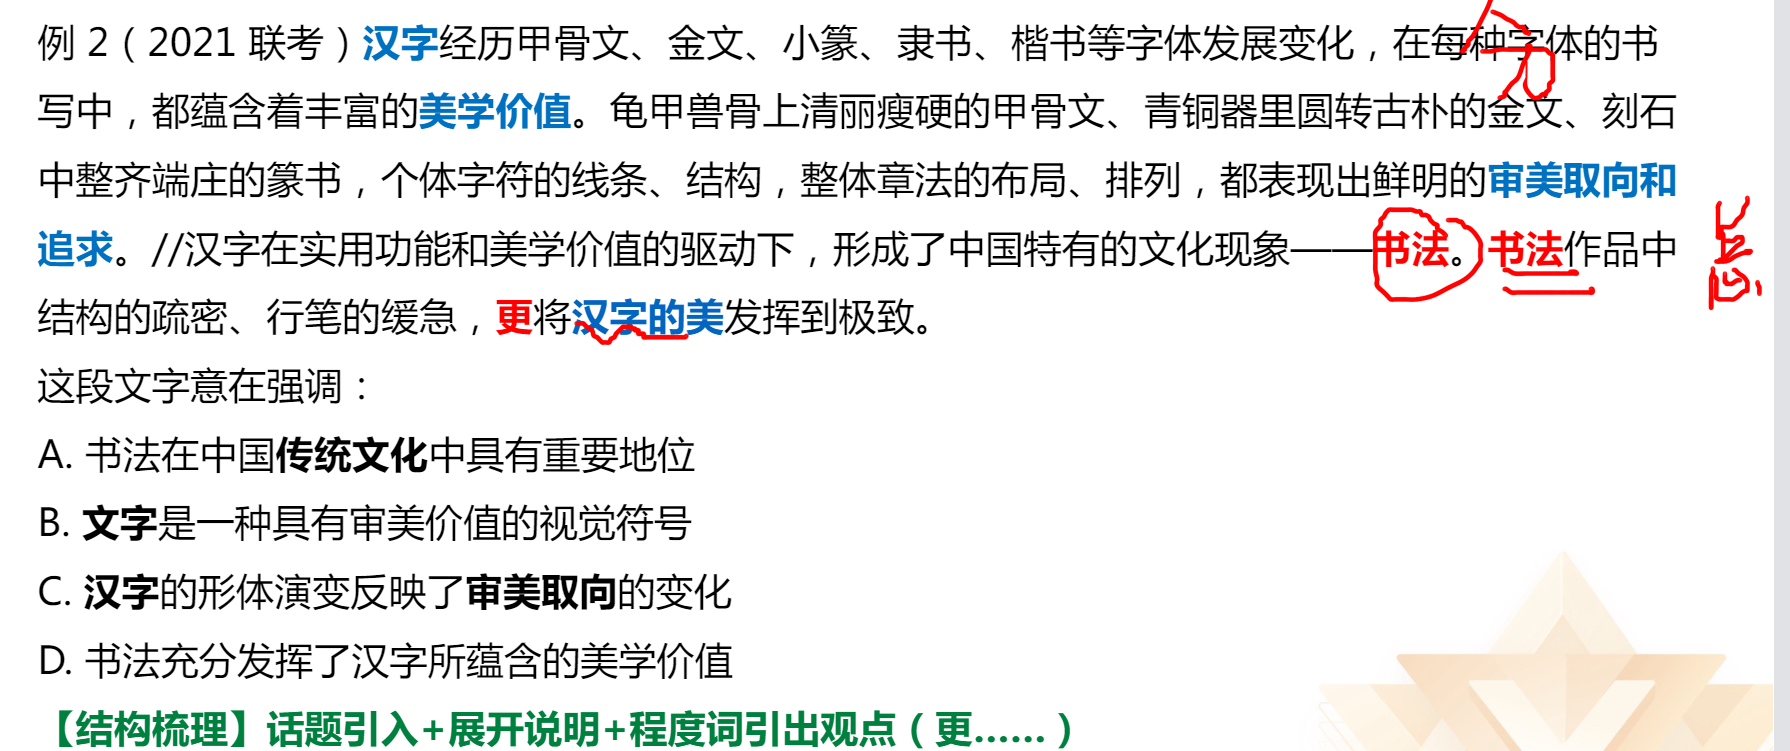 例 2（2021 联考）汉字经历甲骨文、金文、小篆、隶书、楷书等字体发展变化，在每种字体的书
写中，都蕴含着丰富的美学价值。龟甲兽骨上清丽瘦硬的甲骨文、青铜器里圆转古朴的金文、刻石
中整齐端庄的篆书，个体字符的线条、结构，整体章法的布局、排列，都表现出鲜明的审美取向和
追求。//汉字在实用功能和美学价值的驱动下，形成了中国特有的文化现象——书法。书法作品中
结构的疏密、行笔的缓急，更将汉字的美发挥到极致。
这段文字意在强调：
A. 书法在中国传统文化中具有重要地位
B. 文字是一种具有审美价值的视觉符号
C. 汉字的形体演变反映了审美取向的变化
D. 书法充分发挥了汉字所蕴含的美学价值
【结构梳理】话题引入+展开说明+程度词引出观点（更……）